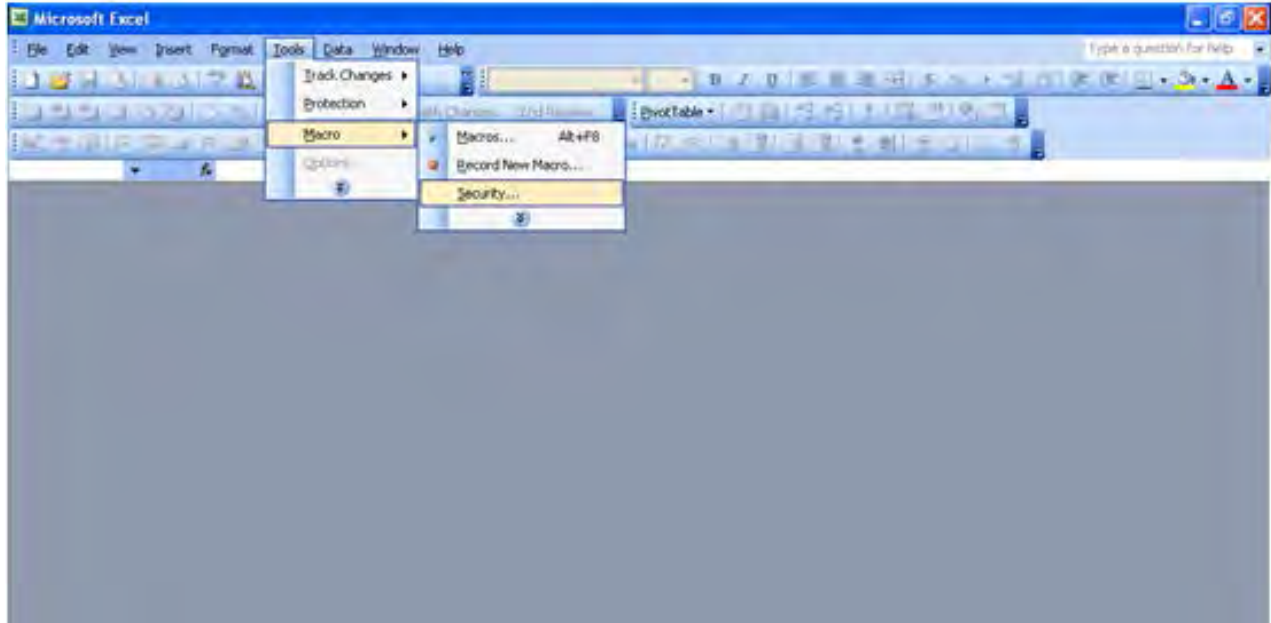 Microsoft Excel
File Edit View Insert Format Tools Data Window Help
Type a question for help
Track Changes
Protection
PivotTable
Macro
Macros... Alt+F8
Options...
Record New Macro...
Security...